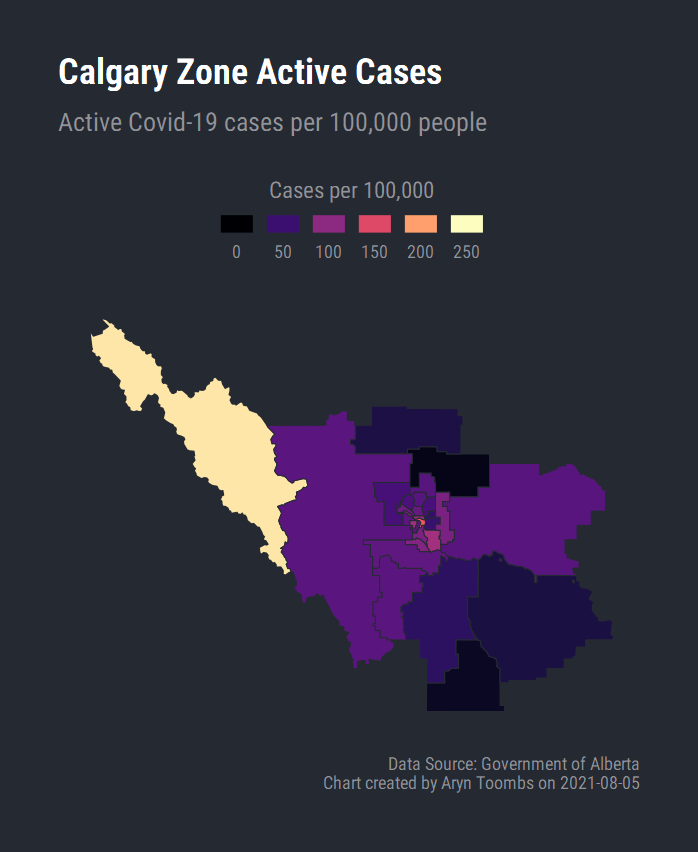 Calgary Zone Active Cases
Active Covid-19 cases per 100,000 people
Cases per 100,000
0 50 100 150 200 250
Data Source: Government of Alberta
Chart created by Aryn Toombs on 2021-08-05